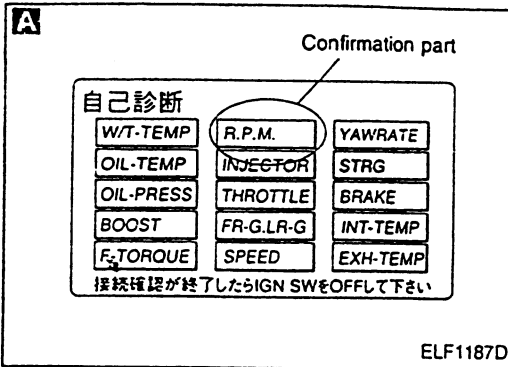 A
Confirmation part
自己診断
W/T-TEMP R.P.M. YAWRATE
OIL-TEMP INJECTOR STRG
OIL-PRESS THROTTLE BRAKE
BOOST FR-G.LR-G INT-TEMP
F-TORQUE SPEED EXH-TEMP
接続確認が終了したらIGN SWをOFFして下さい
ELF1187D